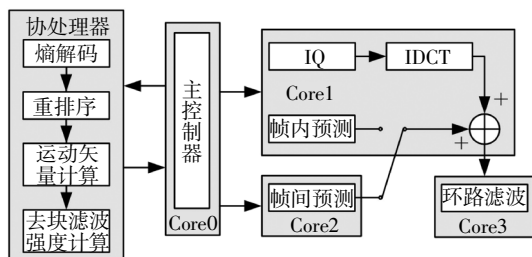 协处理器
熵解码
重排序
运动矢
量计算
去块滤波
强度计算
主控制器
Core0
IQ
IDCT
Core1
+
帧内预测
+
帧间预测
Core2
环路滤波
Core3